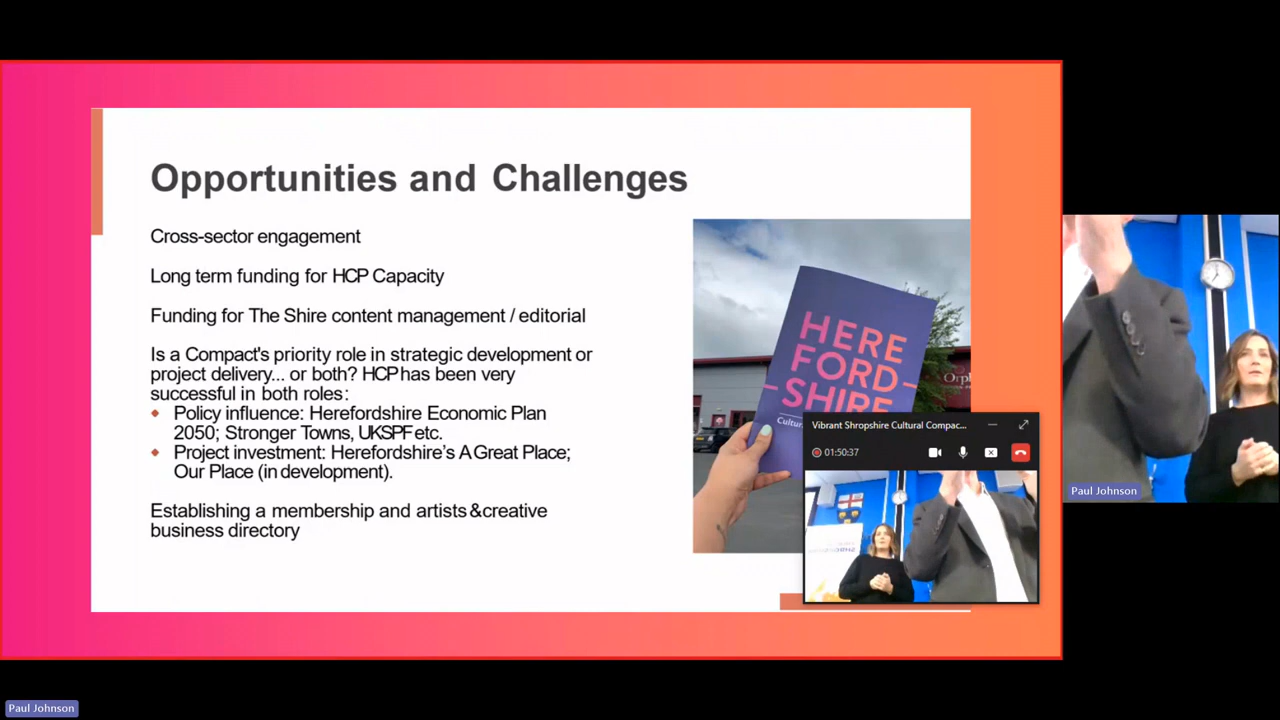 Opportunities and Challenges
Cross-sector engagement
Long term funding for HCP Capacity
Funding for The Shire content management / editorial
Is a Compact's priority role in strategic development or
project delivery... or both? HCP has been very
successful in both roles:
Policy influence: Herefordshire Economic Plan
2050; Stronger Towns, UKSPF etc.
Project investment: Herefordshire's A Great Place;
Our Place (in development).
Establishing a membership and artists & creative
business directory
HERE
FORD
SHIRE
Vibrant Shropshire Cultural Compac...
01:50:37
Paul Johnson
Paul Johnson